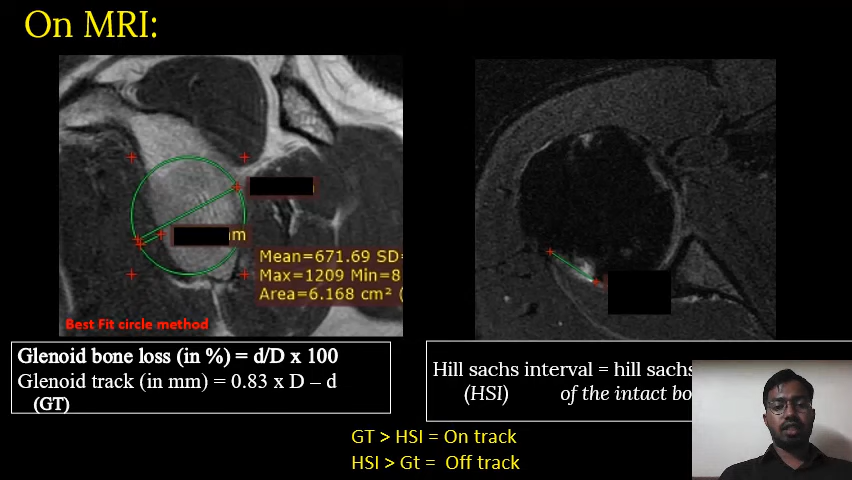 On MRI:
m
Mean=671.69 SD=
Max=1209 Min=8
Area=6.168 cm² (
Best Fit circle method
Glenoid bone loss (in %) = d/D x 100
Glenoid track (in mm) = 0.83 x D – d
(GT)
Hill sachs interval = hill sachs
(HSI) of the intact bo
GT > HSI = On track
HSI > Gt = Off track